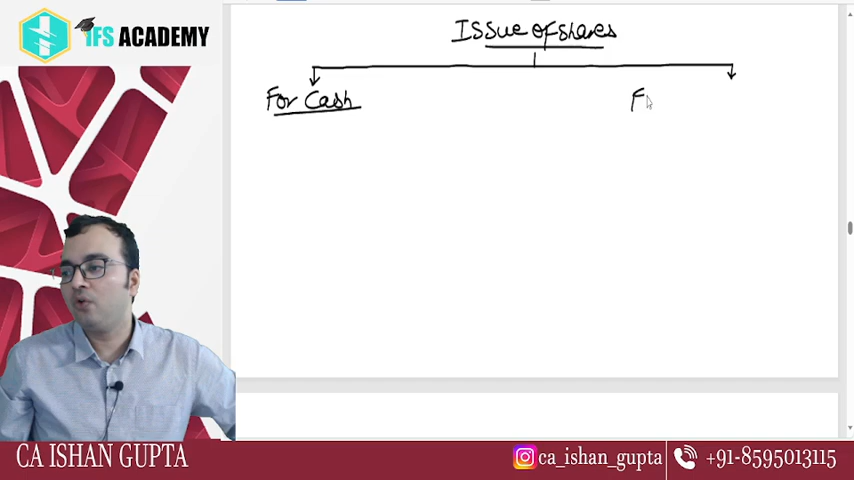 IFS ACADEMY
Issue of shares
For Cash
F
CA ISHAN GUPTA
ca_ishan_gupta
+91-8595013115